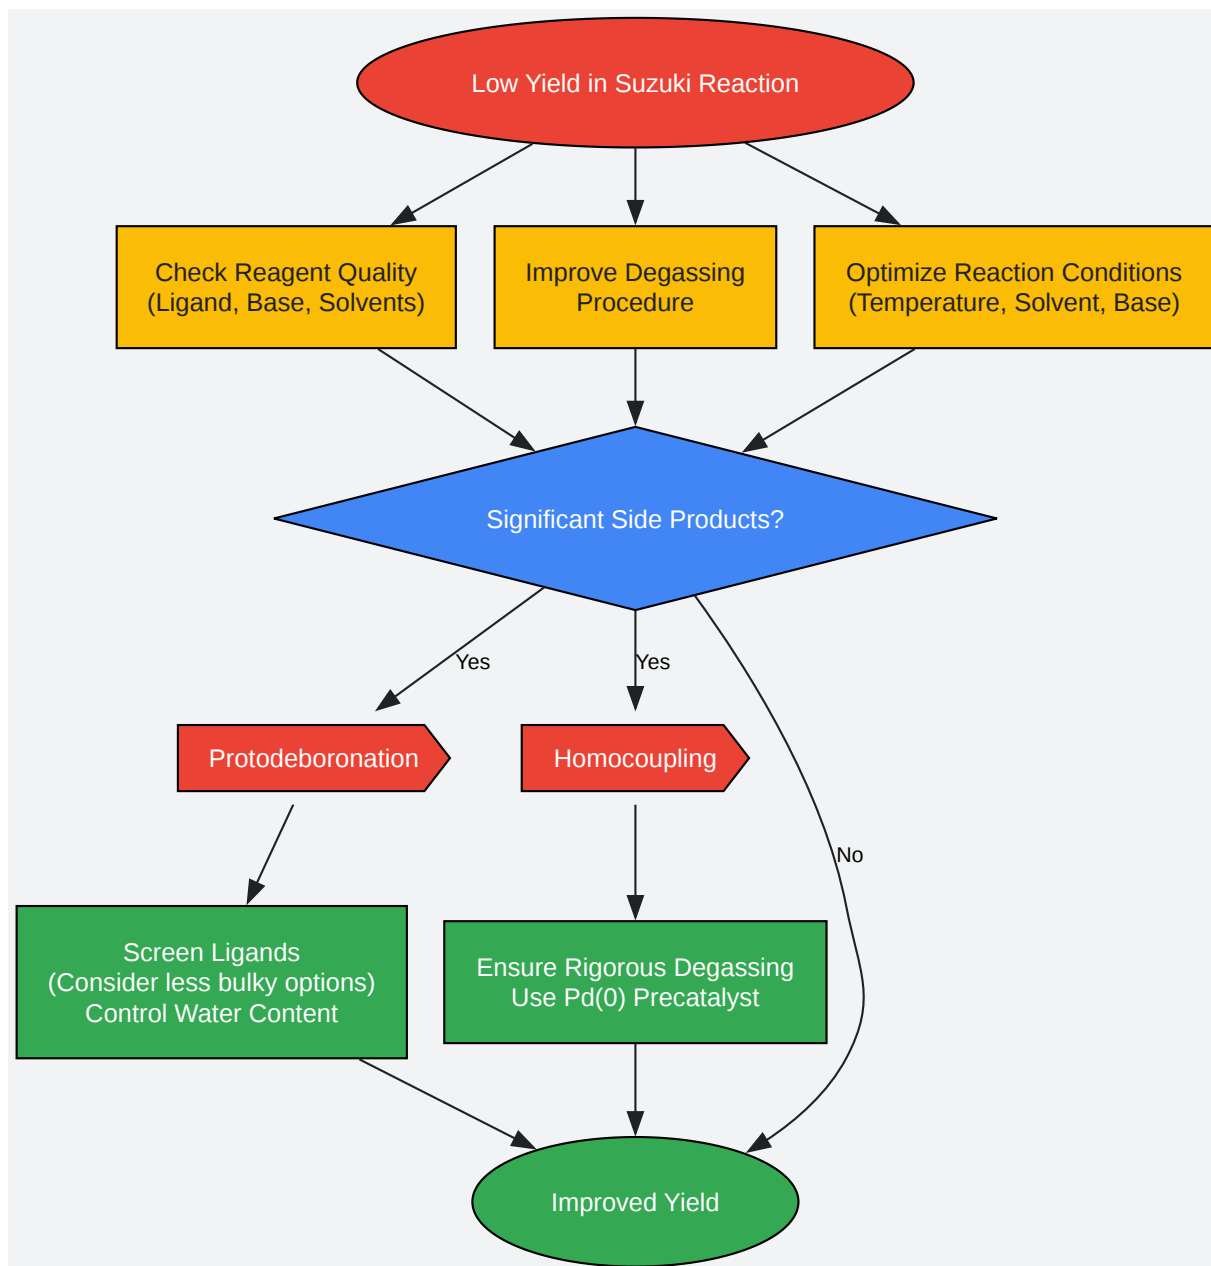 Low Yield in Suzuki Reaction
Check Reagent Quality
(Ligand, Base, Solvents)
Improve Degassing
Procedure
Optimize Reaction Conditions
(Temperature, Solvent, Base)
Significant Side Products?
Yes
Yes
Protodeboronation
Homocoupling
No
Screen Ligands
(Consider less bulky options)
Control Water Content
Ensure Rigorous Degassing
Use Pd(0) Precatalyst
Improved Yield